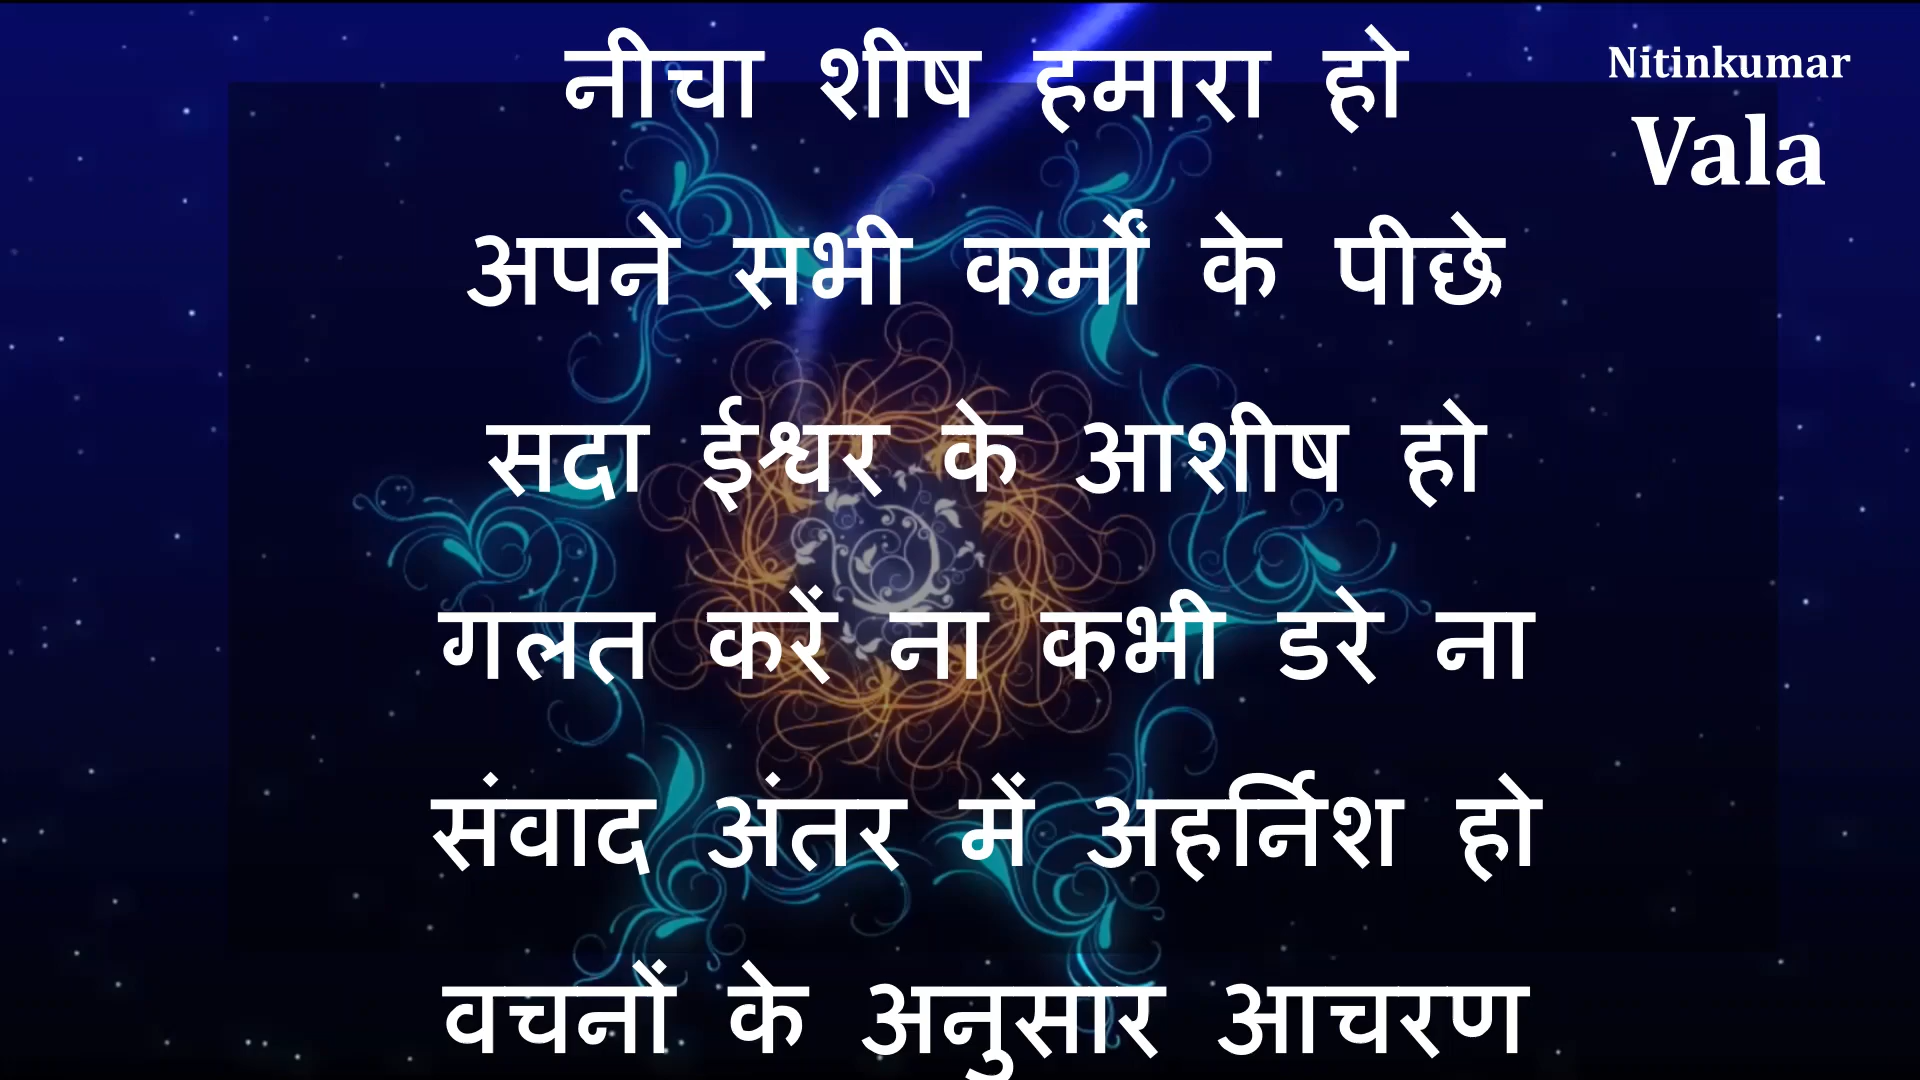 नीचा शीष हमारा हो
Nitinkumar
Vala
अपने सभी कर्मों के पीछे
सदा ईश्वर के आशीष हो
गलत करें ना कभी डरे ना
संवाद अंतर में अहर्निश हो
वचनों के अनुसार आचरण